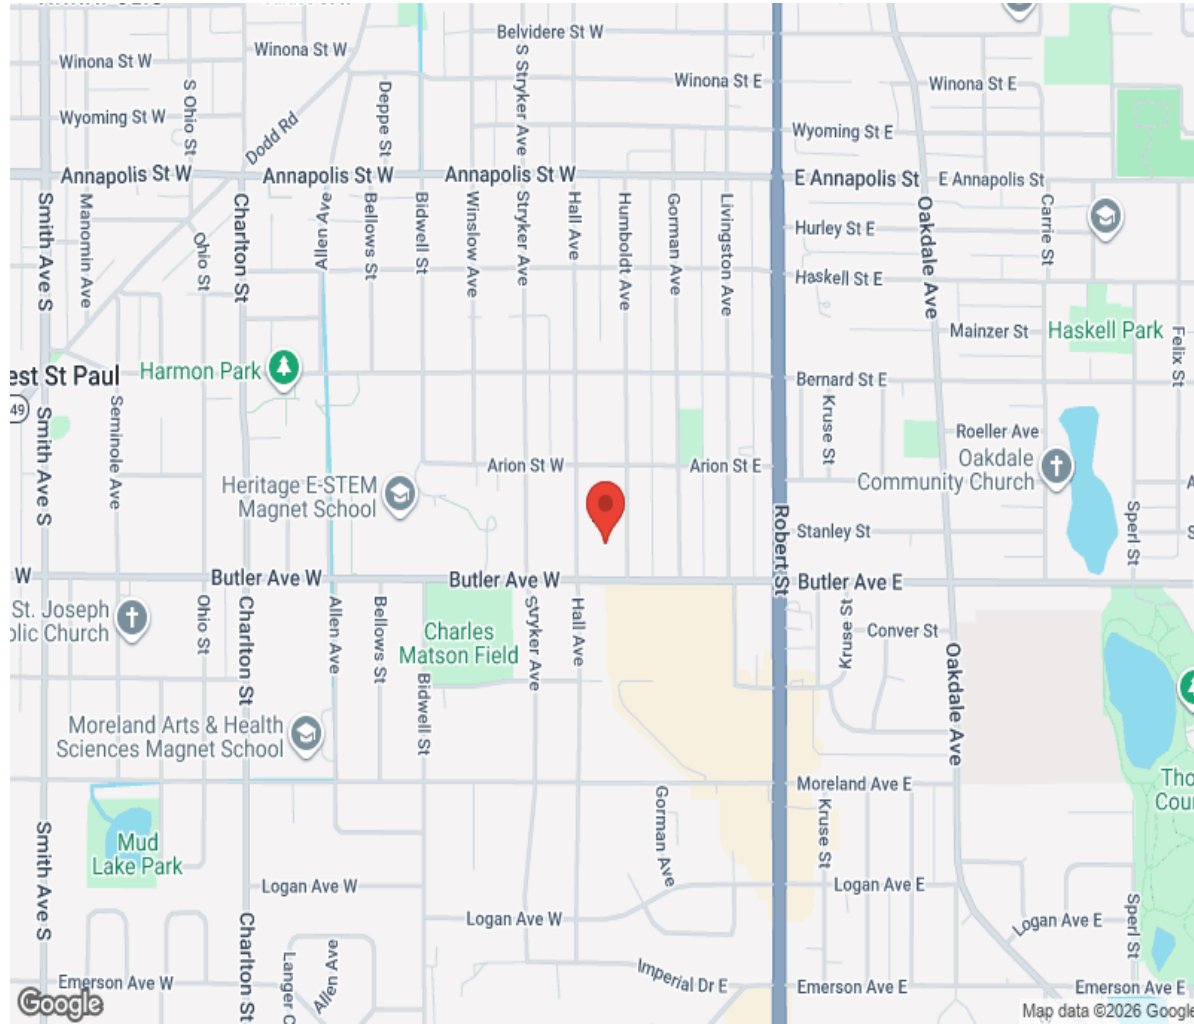 Belvidere St W
Winona St W
Winona St W
Winona St E
Winona St E
S Ohio St
Deppe St
S Stryker Ave
Wyoming St W
Dodd Rd
Wyoming St E
Annapolis St W
Annapolis St W
Annapolis St W
E Annapolis St
E Annapolis St
Smith Ave S
Manomin Ave
Ohio St
Charlton St
Allen Ave
Bellows St
Bidwell St
Winslow Ave
Stryker Ave
Hall Ave
Humboldt Ave
Gorman Ave
Livingston Ave
Hurley St E
Oakdale Ave
Carrie St
Haskell St E
Mainzer St
Haskell Park
Felix St
est St Paul
Harmon Park
Bernard St E
49
Smith Ave S
Seminole Ave
Kruse St
Roeller Ave
Arion St W
Arion St E
Oakdale
Community Church
Heritage E-STEM
Magnet School
Robert St
Stanley St
Sperl St
W
Butler Ave W
Butler Ave W
Butler Ave E
St. Joseph
olic Church
Ohio St
Charlton St
Allen Ave
Bellows St
Charles
Matson Field
Stryker Ave
Hall Ave
Kruse St
Conver St
Oakdale Ave
Bidwell St
Moreland Arts & Health
Sciences Magnet School
Moreland Ave E
Tho
Coun
Gorman Ave
Kruse St
Smith Ave S
Mud
Lake Park
Logan Ave W
Logan Ave E
Logan Ave W
Logan Ave E
Sperl St
Charlton St
Langer C
Allen Ave
Imperial Dr E
Emerson Ave W
Emerson Ave E
Emerson Ave E
Google
Map data ©2026 Google